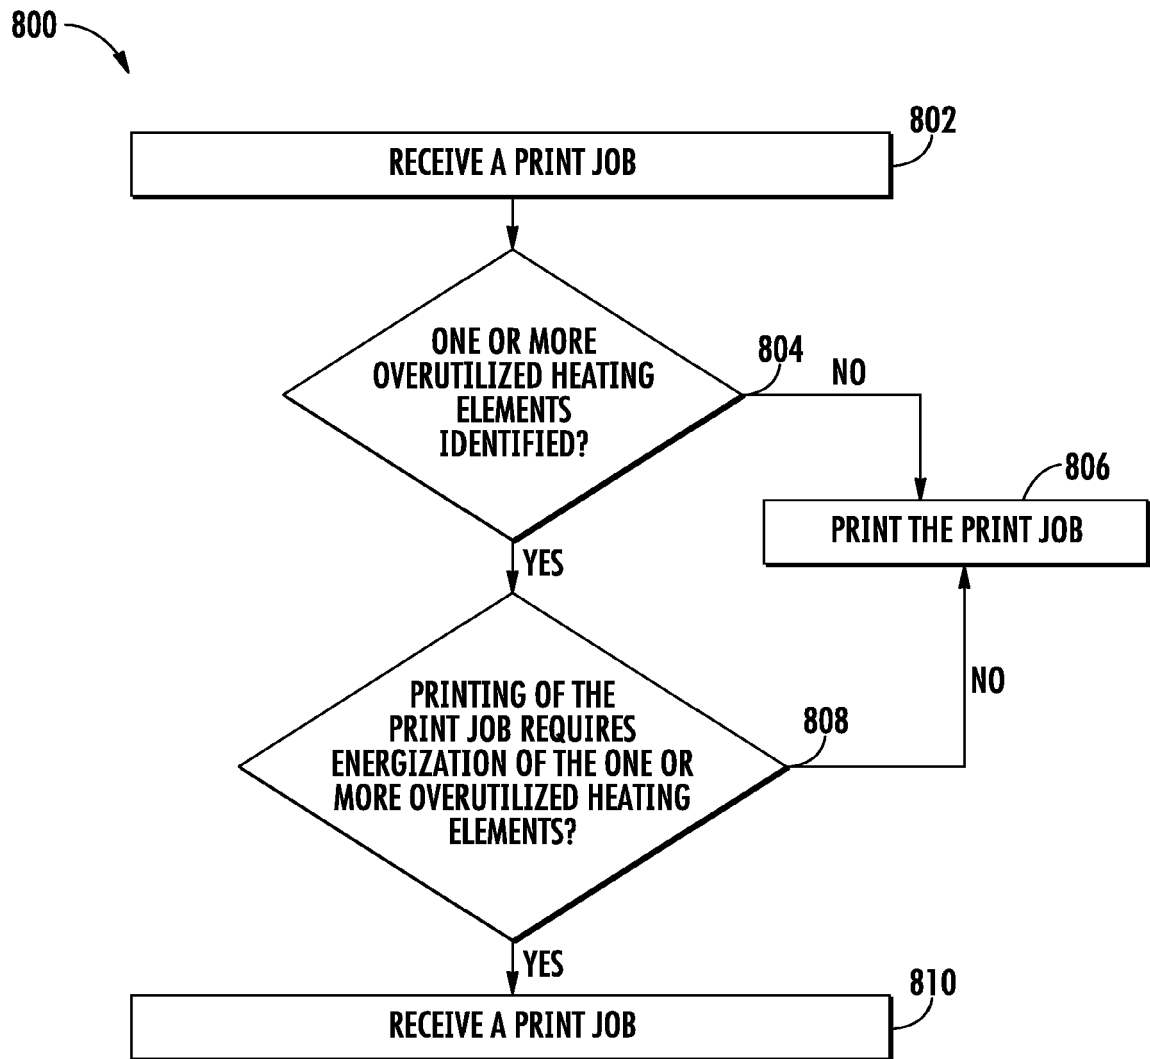 800
802
RECEIVE A PRINT JOB
ONE OR MORE
OVERUTILIZED HEATING
ELEMENTS
IDENTIFIED?
804
NO
806
PRINT THE PRINT JOB
YES
PRINTING OF THE
PRINT JOB REQUIRES
ENERGIZATION OF THE ONE OR
MORE OVERUTILIZED HEATING
ELEMENTS?
808
NO
YES
810
RECEIVE A PRINT JOB